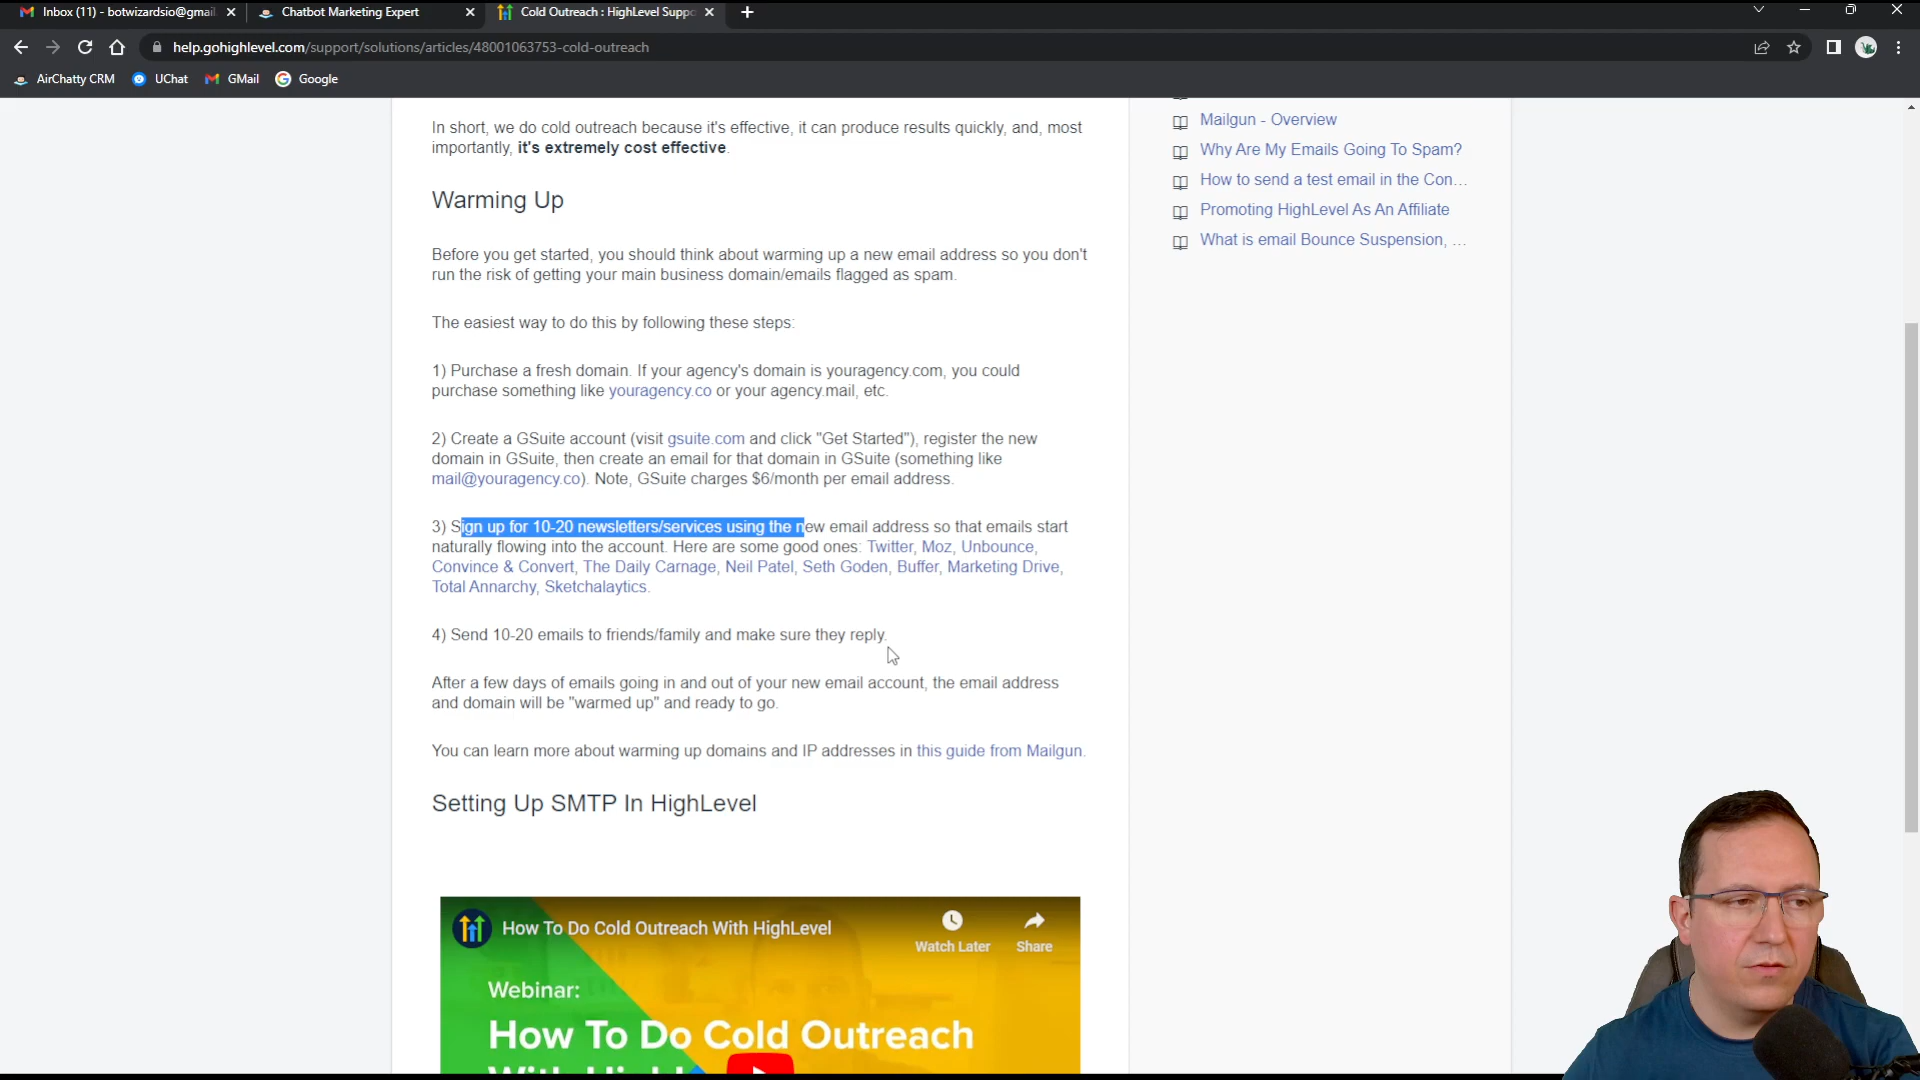 Inbox (11) - botwizardsio@gmail
Chatbot Marketing Expert
Cold Outreach : HighLevel Suppo
help.gohighlevel.com/support/solutions/articles/48001063753-cold-outreach
AirChatty CRM
UChat
GMail
Google
In short, we do cold outreach because it's effective, it can produce results quickly, and, most
importantly, it's extremely cost effective.
Warming Up
Before you get started, you should think about warming up a new email address so you don't
run the risk of getting your main business domain/emails flagged as spam.
The easiest way to do this by following these steps:
1) Purchase a fresh domain. If your agency's domain is youragency.com, you could
purchase something like youragency.co or your agency.mail, etc.
2) Create a GSuite account (visit gsuite.com and click "Get Started"), register the new
domain in GSuite, then create an email for that domain in GSuite (something like
mail@youragency.co). Note, GSuite charges $6/month per email address.
3) Sign up for 10-20 newsletters/services using the new email address so that emails start
naturally flowing into the account. Here are some good ones: Twitter, Moz, Unbounce,
Convince & Convert, The Daily Carnage, Neil Patel, Seth Goden, Buffer, Marketing Drive,
Total Annarchy, Sketchalaytics.
4) Send 10-20 emails to friends/family and make sure they reply.
After a few days of emails going in and out of your new email account, the email address
and domain will be "warmed up" and ready to go.
You can learn more about warming up domains and IP addresses in this guide from Mailgun.
Setting Up SMTP In HighLevel
How To Do Cold Outreach With HighLevel
Watch Later
Share
Webinar:
How To Do Cold Outreach
Mailgun - Overview
Why Are My Emails Going To Spam?
How to send a test email in the Con...
Promoting HighLevel As An Affiliate
What is email Bounce Suspension, ...